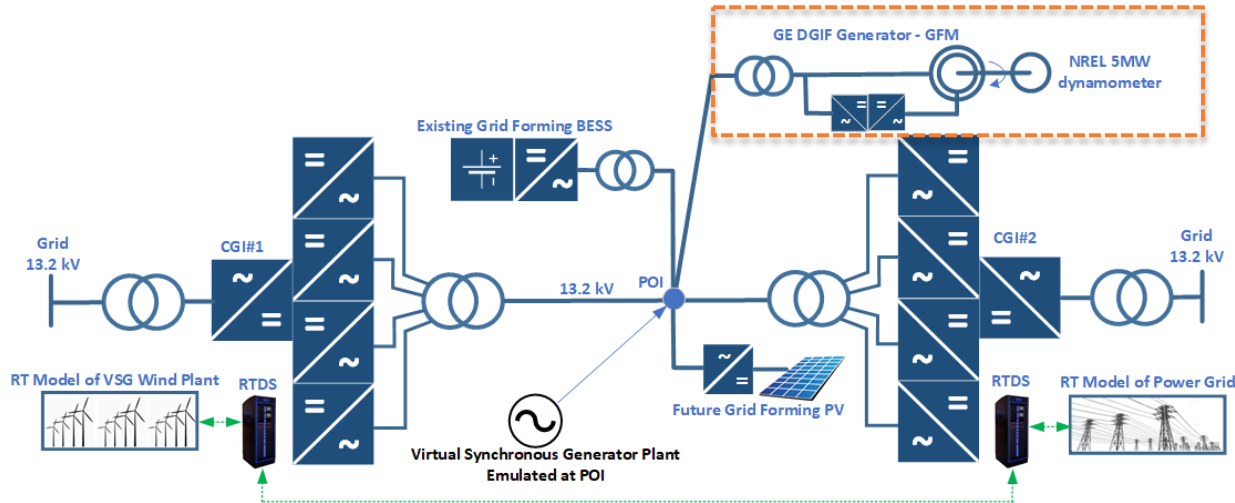 GE DGIF Generator - GFM
NREL 5MW
dynamometer
Existing Grid Forming BESS
Grid
13.2 kV
CGI#1
13.2 kV
POI
CGI#2
Grid
13.2 kV
RT Model of VSG Wind Plant
RTDS
Future Grid Forming PV
RTDS
RT Model of Power Grid
Virtual Synchronous Generator Plant
Emulated at POI